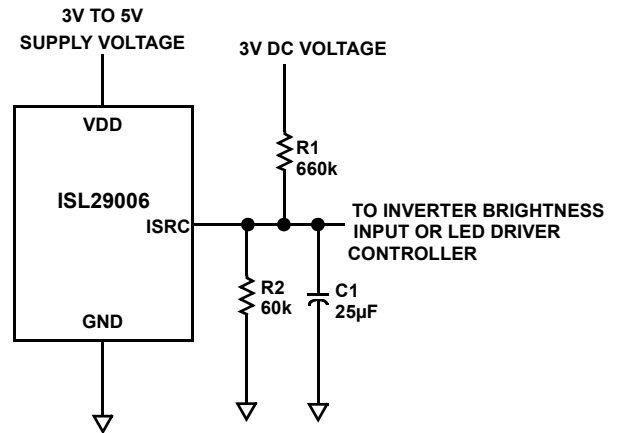 3V TO 5V
SUPPLY VOLTAGE
3V DC VOLTAGE
VDD
R1
660k
ISL29006
ISRC
TO INVERTER BRIGHTNESS
INPUT OR LED DRIVER
CONTROLLER
R2
60k
C1
25µF
GND